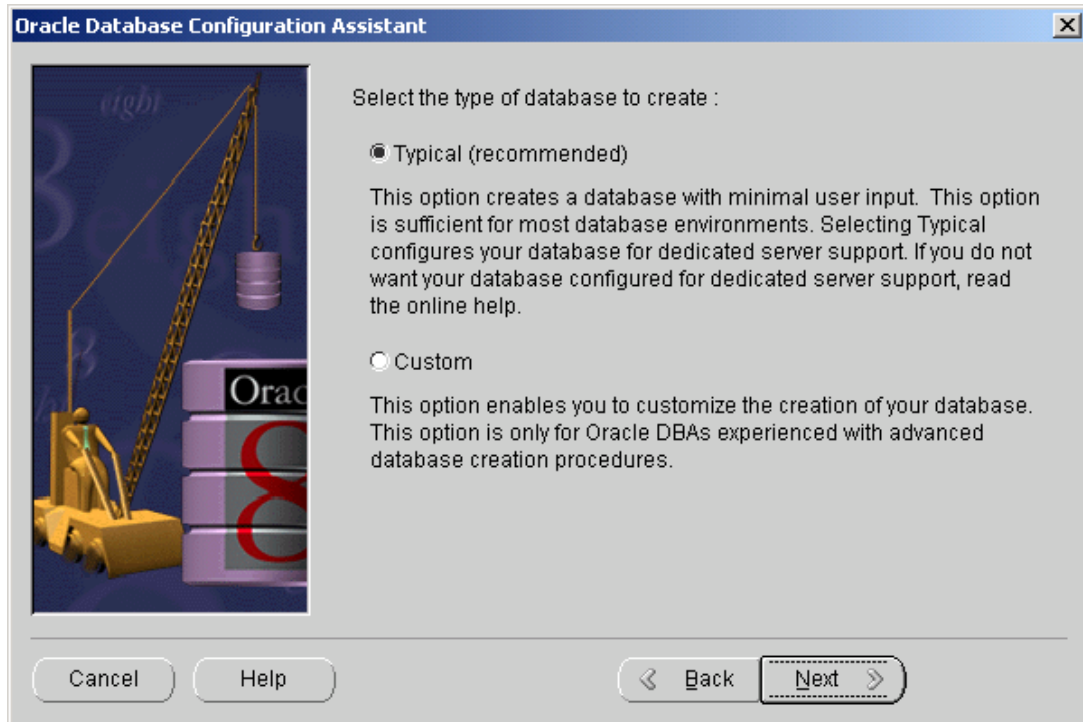 Oracle Database Configuration Assistant
eight
Select the type of database to create :
Typical (recommended)
This option creates a database with minimal user input. This option
is sufficient for most database environments. Selecting Typical
configures your database for dedicated server support. If you do not
want your database configured for dedicated server support, read
the online help.
Custom
This option enables you to customize the creation of your database.
This option is only for Oracle DBAs experienced with advanced
database creation procedures.
8
eigh
Orac
8
Cancel
Help
Back
Next